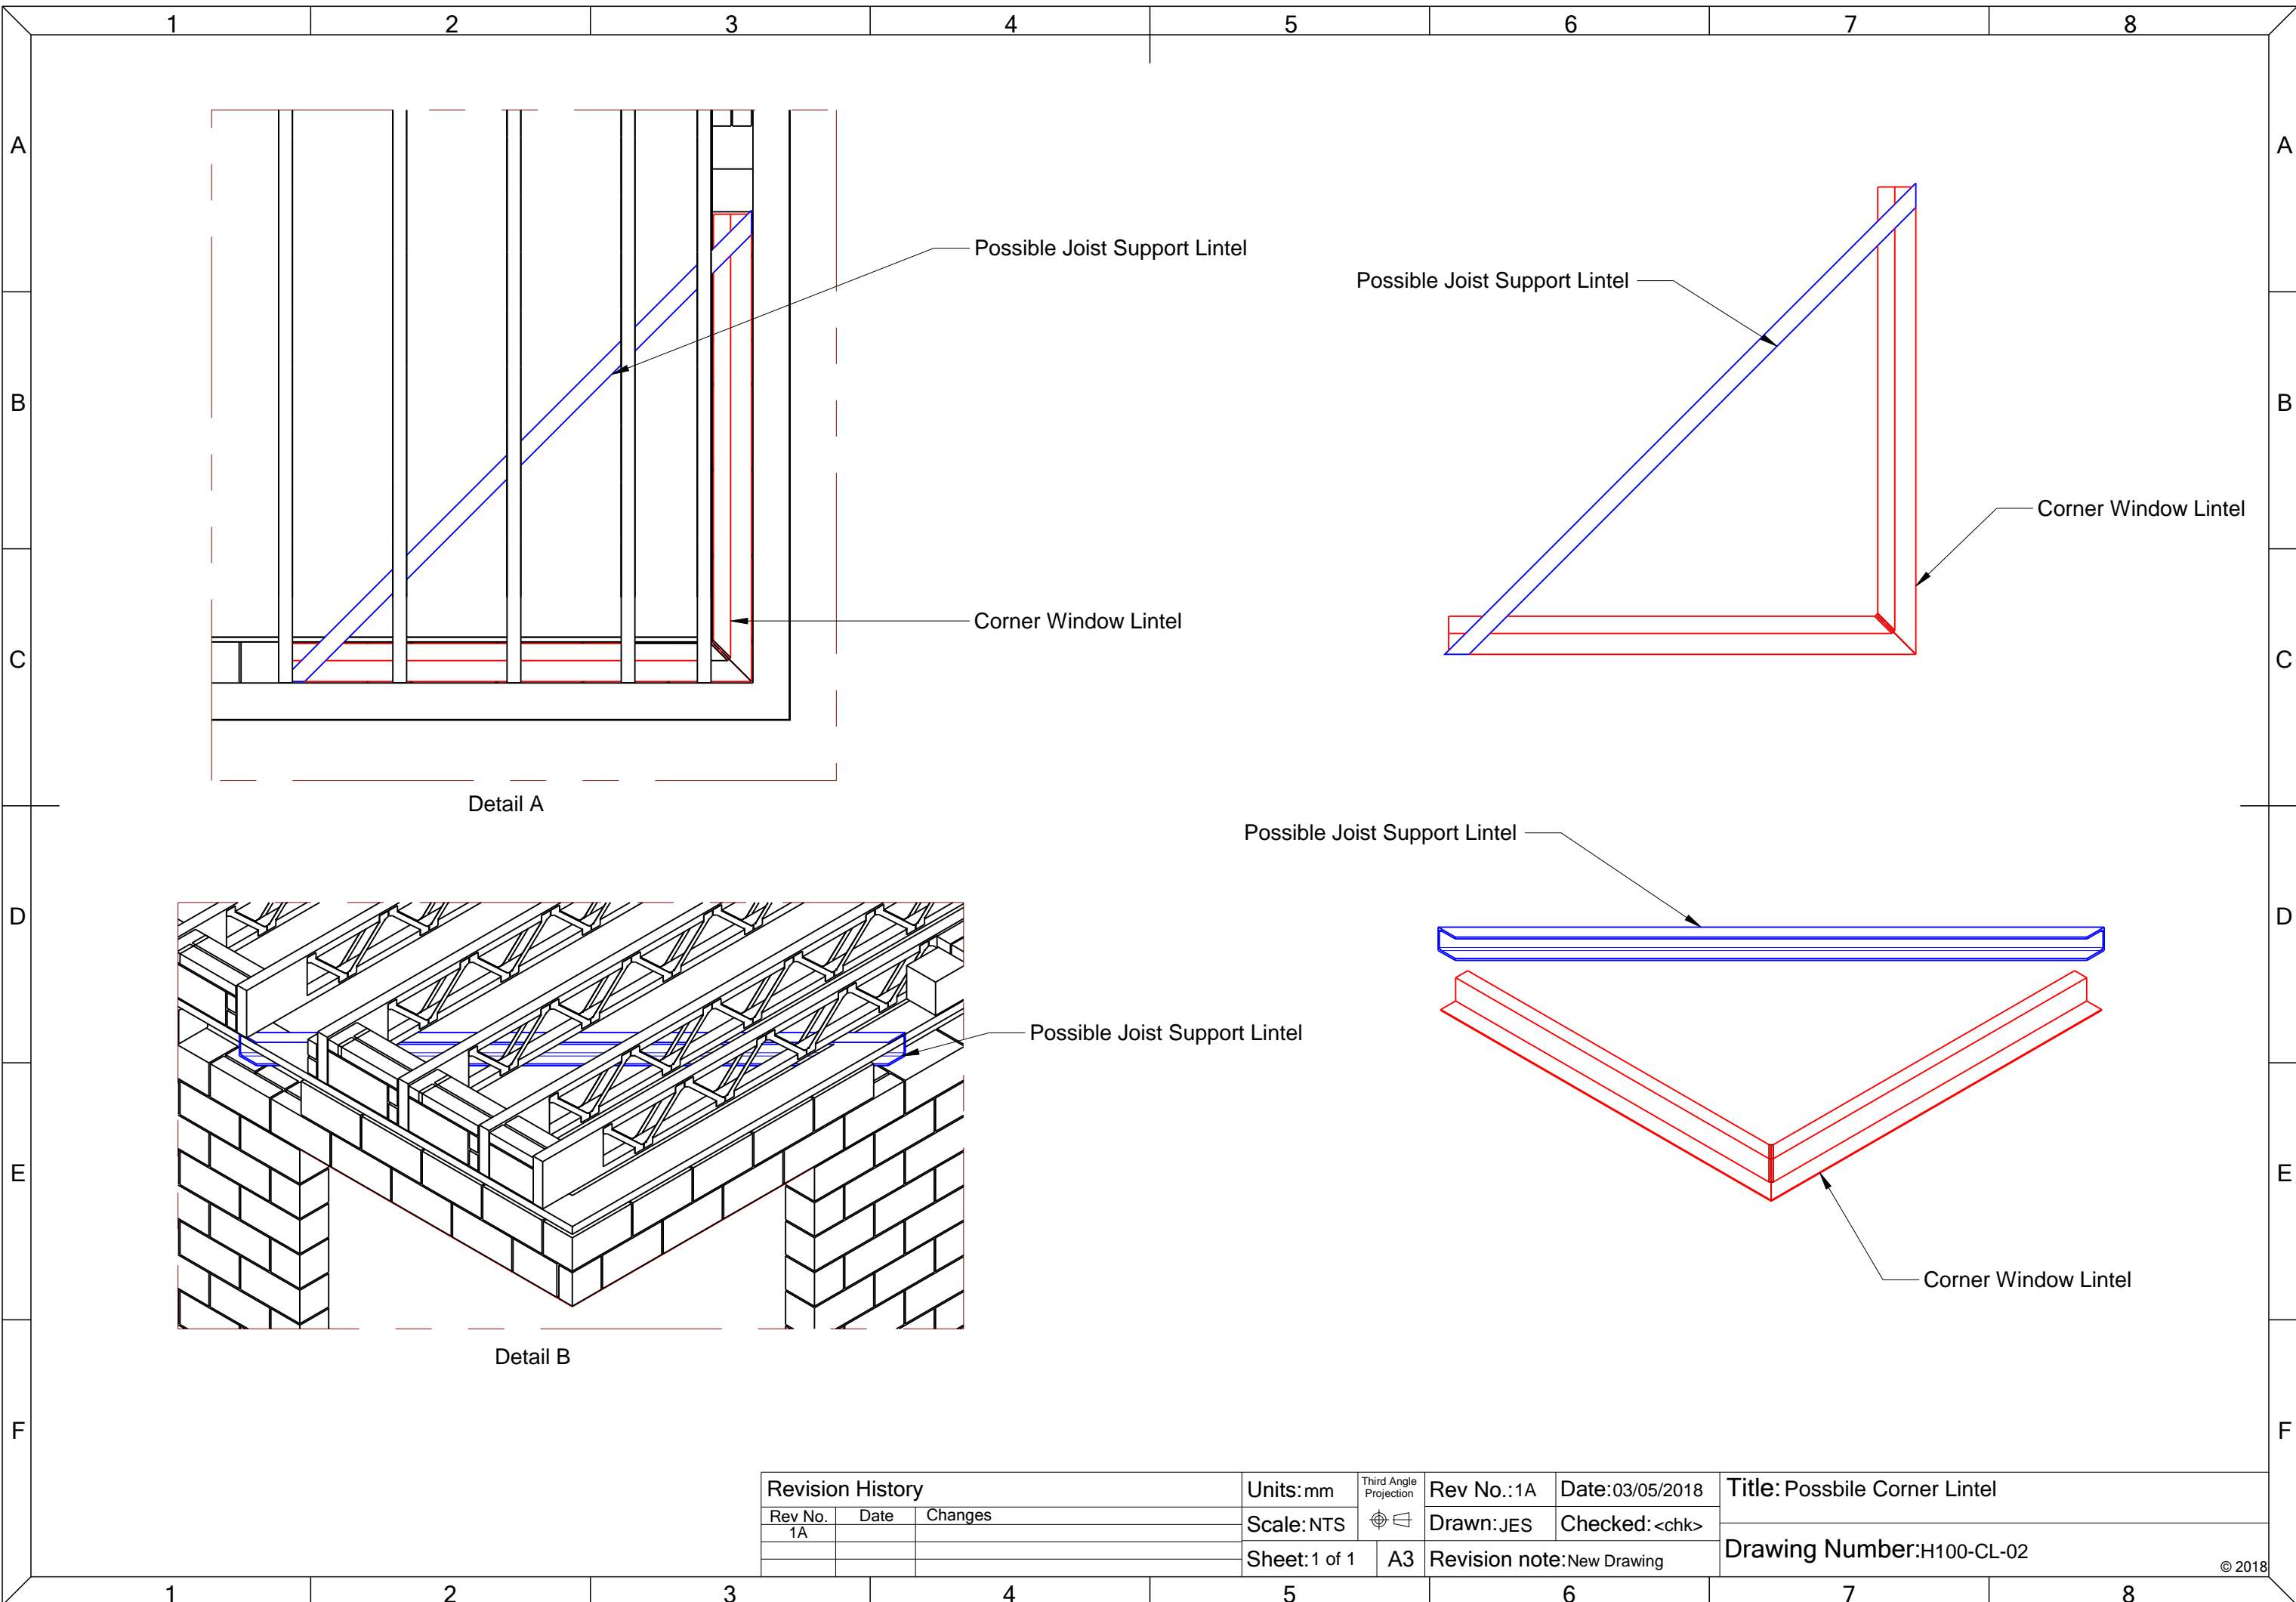 1 2 3 4 5 6 7 8
A A
Possible Joist Support Lintel
Possible Joist Support Lintel
B B
Corner Window Lintel
Corner Window Lintel
C C
Detail A
Possible Joist Support Lintel
D D
Possible Joist Support Lintel
E E
Corner Window Lintel
Detail B
F F
Revision History
Rev No. Date Changes
1A
Units: mm
Third Angle
Projection
Rev No.: 1A
Date: 03/05/2018
Title: Possbile Corner Lintel
Scale: NTS
Drawn: JES
Checked: <chk>
Sheet: 1 of 1
A3
Revision note: New Drawing
Drawing Number: H100-CL-02
© 2018
1 2 3 4 5 6 7 8